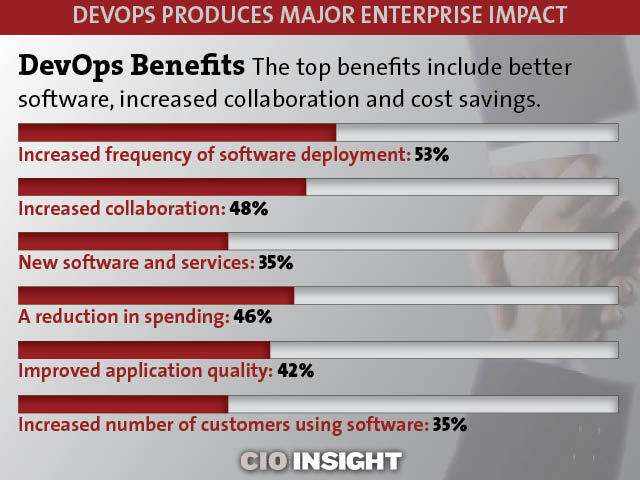 DEVOPS PRODUCES MAJOR ENTERPRISE IMPACT
DevOps Benefits The top benefits include better
software, increased collaboration and cost savings.
Increased frequency of software deployment: 53%
Increased collaboration: 48%
New software and services: 35%
A reduction in spending: 46%
Improved application quality: 42%
Increased number of customers using software: 35%
CIO INSIGHT